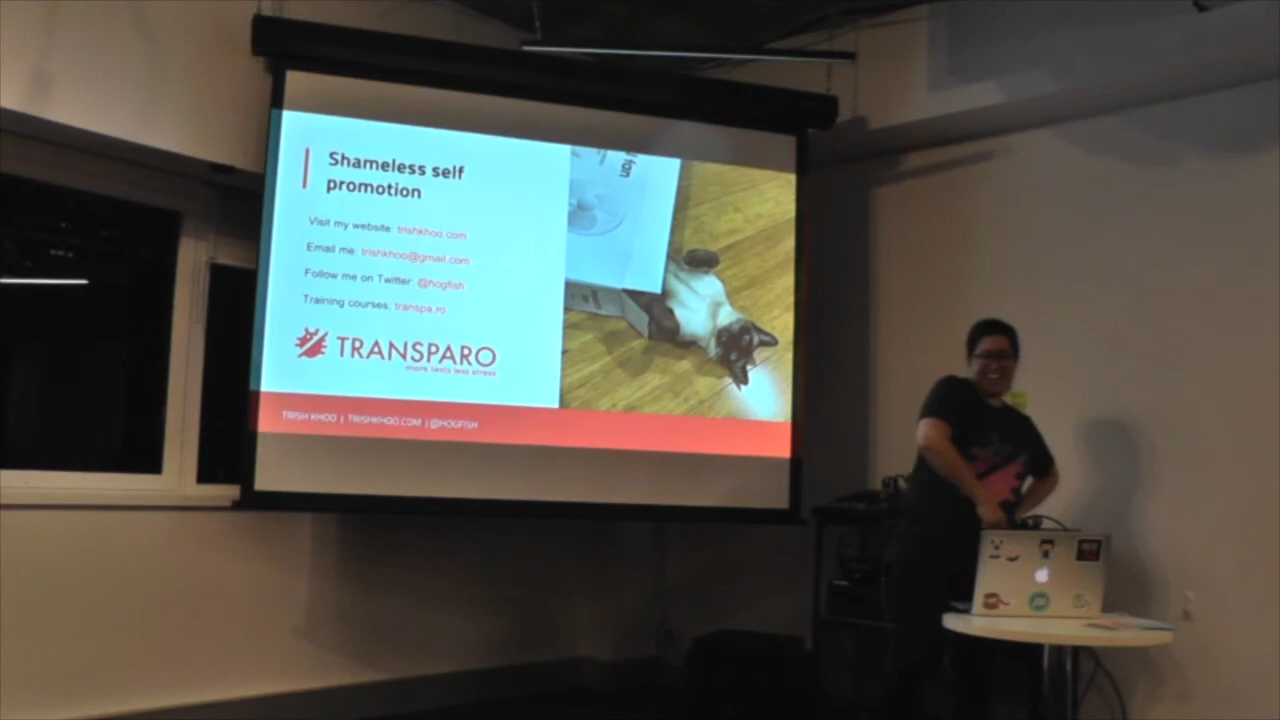 Shameless self
promotion
Visit my website: trishkhoo.com
Email me: trishkhoo@gmail.com
Follow me on Twitter: @hogfish
Training courses: transpa.ro
TRANSPARO
more tests less stress
TRISH KHOO | TRISHKHOO.COM | @HOGFISH
fan